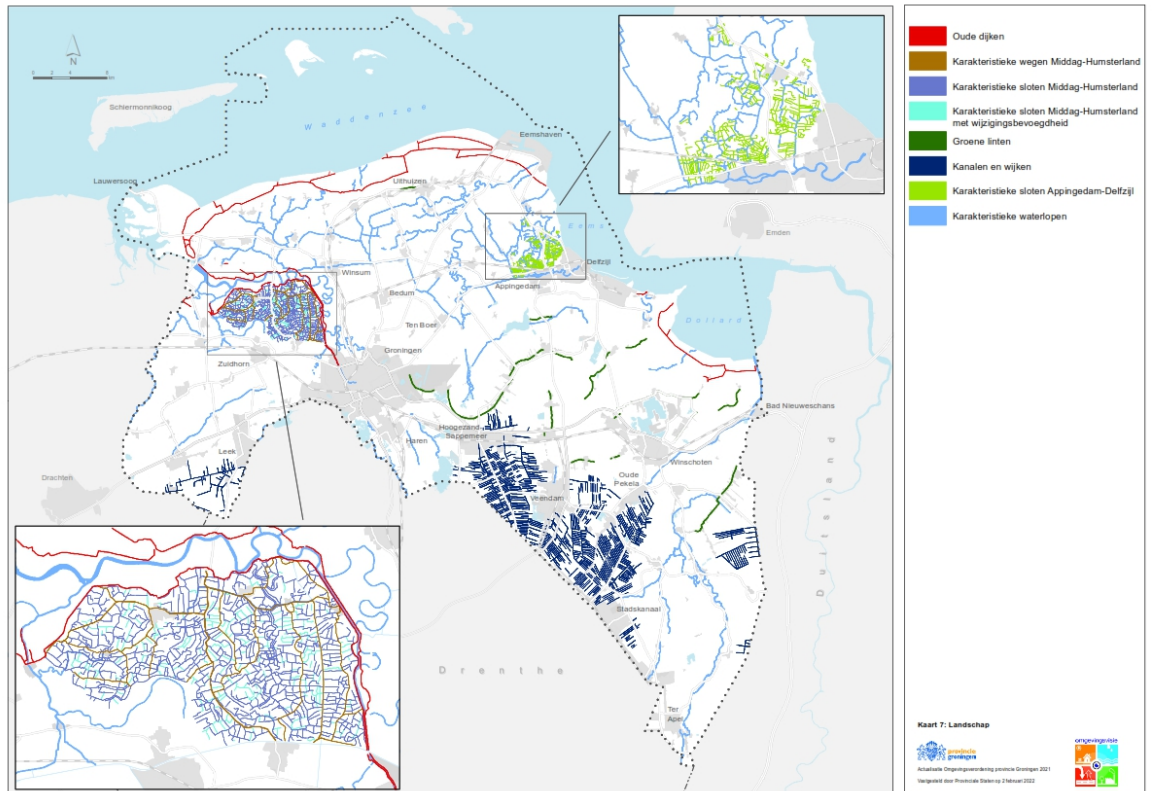 N
Schiermonnikoog
Waddenzee
Eemshaven
Lauwersoog
Uithuizen
Eems
Emden
Winsum
Delfzijl
Bedum
Appingedam
Ten Boer
Dollard
Groningen
Zuidhorn
Bad Nieuweschans
Hoogezand-
Sappemeer
Haren
Leek
Winschoten
Drachten
Oude
Pekela
Veendam
Duitsland
Stadskanaal
Drenthe
Ter
Apel
Oude dijken
Karakteristieke wegen Middag-Humsterland
Karakteristieke sloten Middag-Humsterland
Karakteristieke sloten Middag-Humsterland
met wijzigingsbevoegdheid
Groene linten
Kanalen en wijken
Karakteristieke sloten Appingedam-Delfzijl
Karakteristieke waterlopen
Kaart 7: Landschap
provincie
groningen
omgevingsvisie
Actualisatie Omgevingsverordening provincie Groningen 2021
Vastgesteld door Provinciale Staten op 2 februari 2022